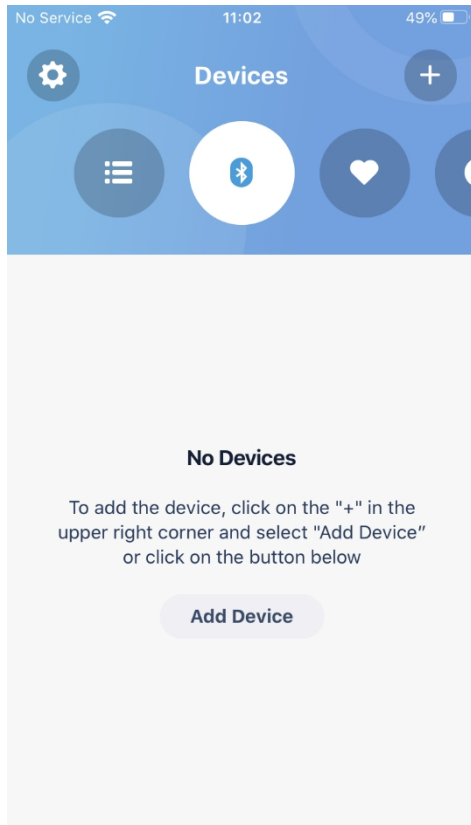 No Service 11:02 49%
Devices
No Devices
To add the device, click on the "+" in the
upper right corner and select "Add Device”
or click on the button below
Add Device